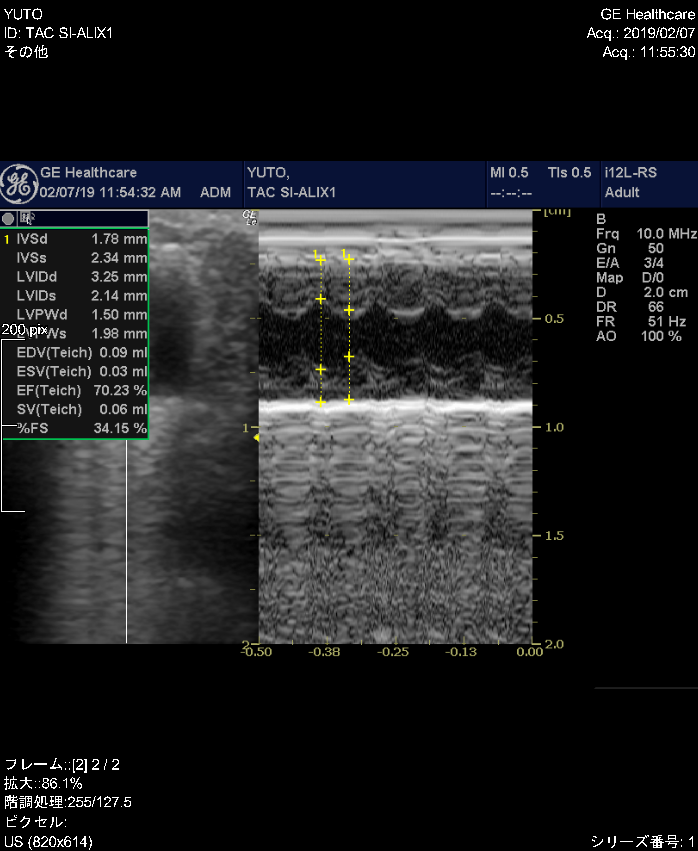 YUTO
ID: TAC SI-ALIX1
その他
GE Healthcare
Acq.: 2019/02/07
Acq.: 11:55:30
GE Healthcare
02/07/19 11:54:32 AM ADM
YUTO,
TAC SI-ALIX1
MI 0.5 TIs 0.5
--:--:--
i12L-RS
Adult
1 IVSd 1.78 mm
IVSs 2.34 mm
LVIDd 3.25 mm
LVIDs 2.14 mm
LVPWd 1.50 mm
LVPWs 1.98 mm
200 pix
EDV(Teich) 0.09 ml
ESV(Teich) 0.03 ml
EF(Teich) 70.23 %
SV(Teich) 0.06 ml
%FS 34.15 %
GE
1
1
1
2
[cm]
0.5
1.0
1.5
2.0
-0.50 -0.38 -0.25 -0.13 0.00
B
Frq 10.0 MHz
Gn 50
E/A 3/4
Map D/0
D 2.0 cm
DR 66
FR 51 Hz
AO 100 %
フレーム::[2] 2 / 2
拡大::86.1%
階調処理:255/127.5
ピクセル:
US (820x614)
シリーズ番号: 1